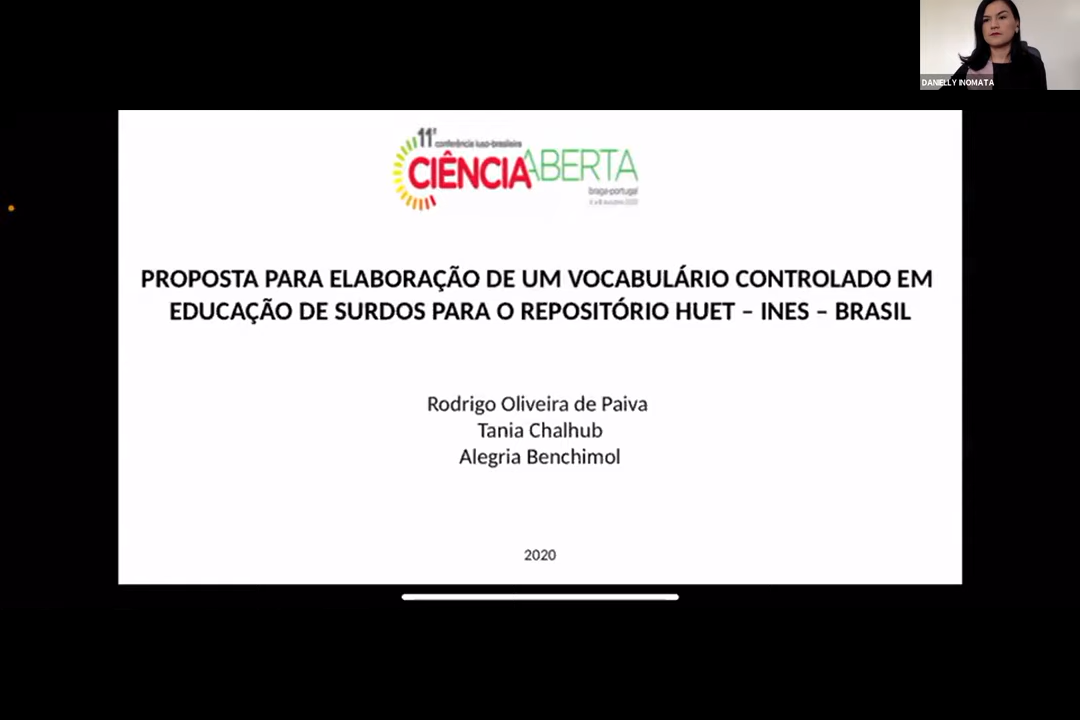 DANIELLY INOMATA
11ª conferência luso-brasileira
CIÊNCIA ABERTA
braga-portugal
PROPOSTA PARA ELABORAÇÃO DE UM VOCABULÁRIO CONTROLADO EM
EDUCAÇÃO DE SURDOS PARA O REPOSITÓRIO HUET – INES – BRASIL
Rodrigo Oliveira de Paiva
Tania Chalhub
Alegria Benchimol
2020